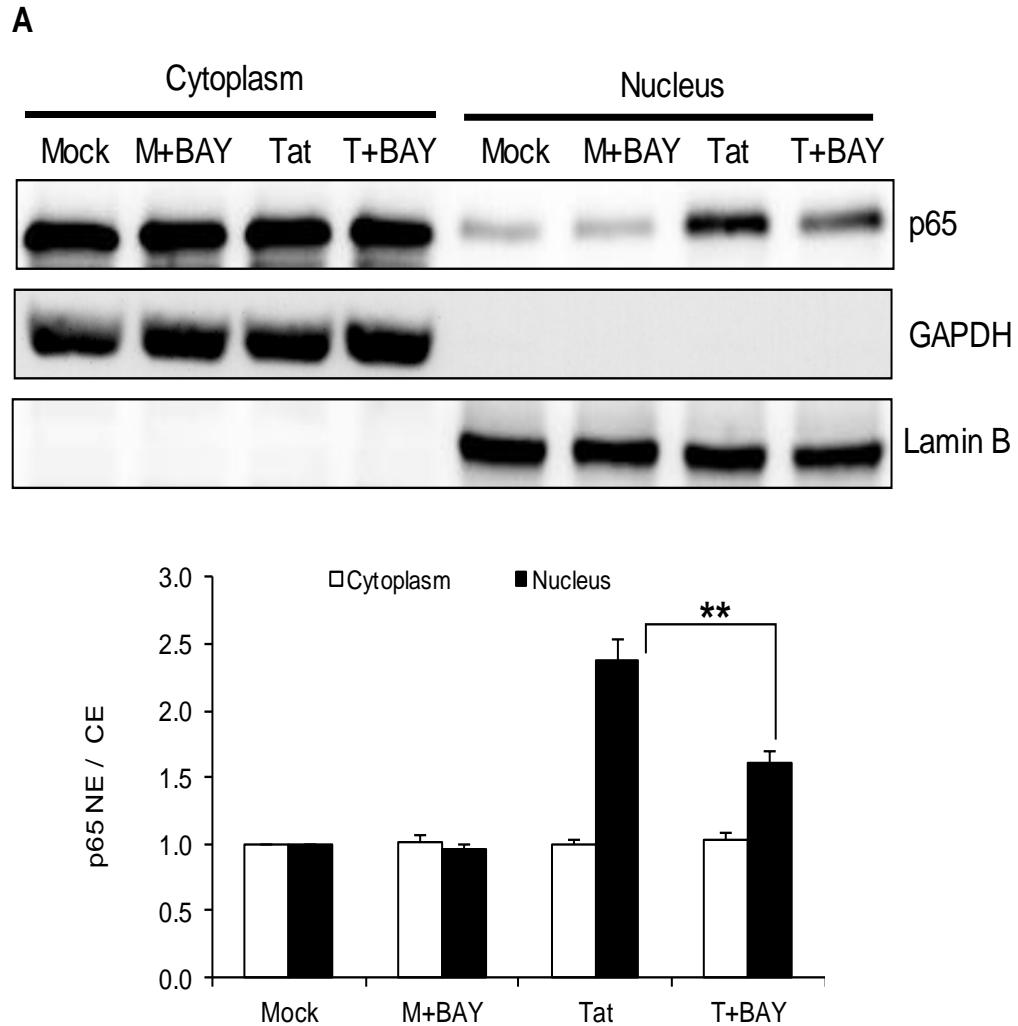 A
Cytoplasm Nucleus
Mock M+BAY Tat T+BAY Mock M+BAY Tat T+BAY
p65
GAPDH
Lamin B
3.0
Cytoplasm Nucleus
**
2.5
2.0
1.5
1.0
0.5
0.0
p65 NE / CE
Mock M+BAY Tat T+BAY